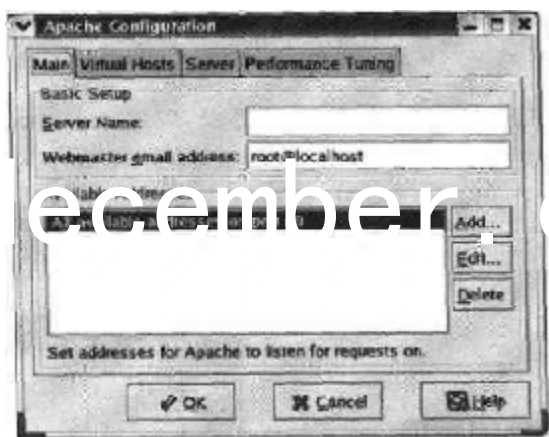 Apache Configuration
Main Virtual Hosts Server Performance Tuning
Basic Setup
Server Name:
Webmaster email address: root@localhost
ecember.
Add...
Edit...
Delete
Set addresses for Apache to listen for requests on.
OK Cancel Help